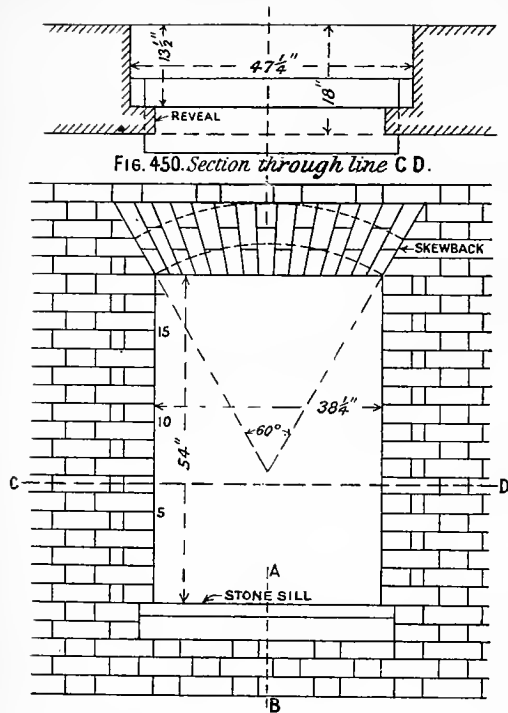 13½"
47¼"
18"
REVEAL
FIG. 450. Section through line C D.
SKEWBACK
15
54"
38¼"
10
60°
C
D
5
A
STONE SILL
B